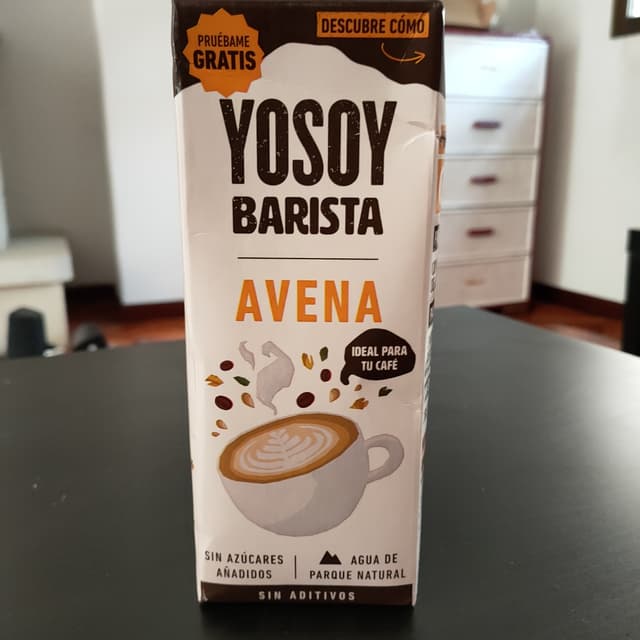 PRUÉBAME
GRATIS
DESCUBRE CÓMO
YOSOY
BARISTA
AVENA
IDEAL PARA
TU CAFÉ
SIN AZÚCARES
AÑADIDOS
AGUA DE
PARQUE NATURAL
SIN ADITIVOS